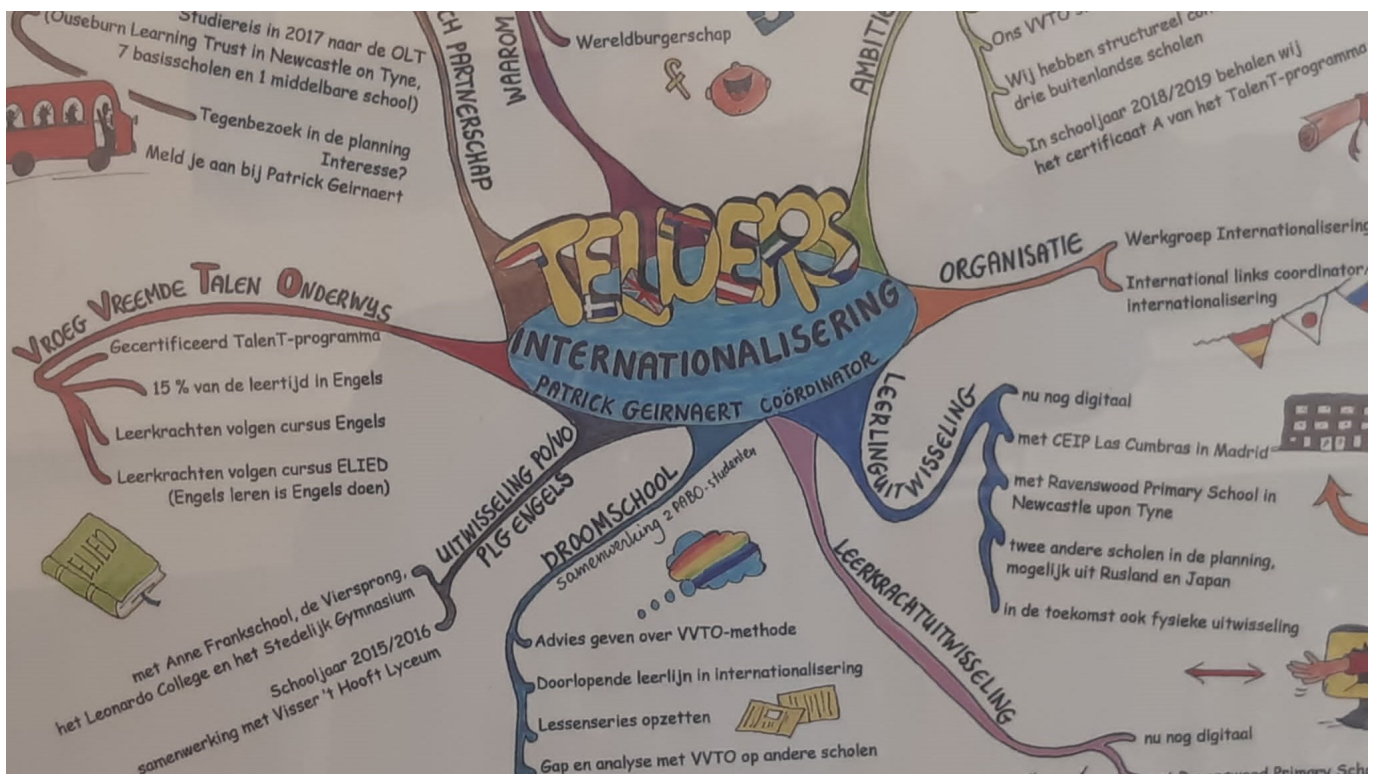 Studiereis in 2017 naar de OLT
(Ouseburn Learning Trust in Newcastle on Tyne,
7 basisscholen en 1 middelbare school)
Tegenbezoek in de planning
Interesse?
Meld je aan bij Patrick Geirnaert
CH PARTNERSCHAP
WAAROM
Wereldburgerschap
AMBITIE
Ons VVTO
Wij hebben structureel
drie buitenlandse scholen
In schooljaar 2018/2019 behalen wij
het certificaat A van het TalenT-programma
TELDERS
INTERNATIONALISERING
PATRICK GEIRNAERT COÖRDINATOR
ORGANISATIE
Werkgroep Internationalisering
International links coordinator/
internationalisering
VROEG VREEMDE TALEN ONDERWIJS
Gecertificeerd TalenT-programma
15 % van de leertijd in Engels
Leerkrachten volgen cursus Engels
Leerkrachten volgen cursus ELIED
(Engels leren is Engels doen)
ELIED
UITWISSELING PO/VO
PLG ENGELS
met Anne Frankschool, de Viersprong,
het Leonardo College en het Stedelijk Gymnasium
Schooljaar 2015/2016
samenwerking met Visser 't Hooft Lyceum
DROOMSCHOOL
samenwerking 2 PABO-studenten
Advies geven over VVTO-methode
Doorlopende leerlijn in internationalisering
Lessenseries opzetten
Gap en analyse met VVTO op andere scholen
LEERLINGUITWISSELING
nu nog digitaal
met CEIP Las Cumbras in Madrid
met Ravenswood Primary School in
Newcastle upon Tyne
twee andere scholen in de planning,
mogelijk uit Rusland en Japan
in de toekomst ook fysieke uitwisseling
LEERKRACHTUITWISSELING
nu nog digitaal
Primary